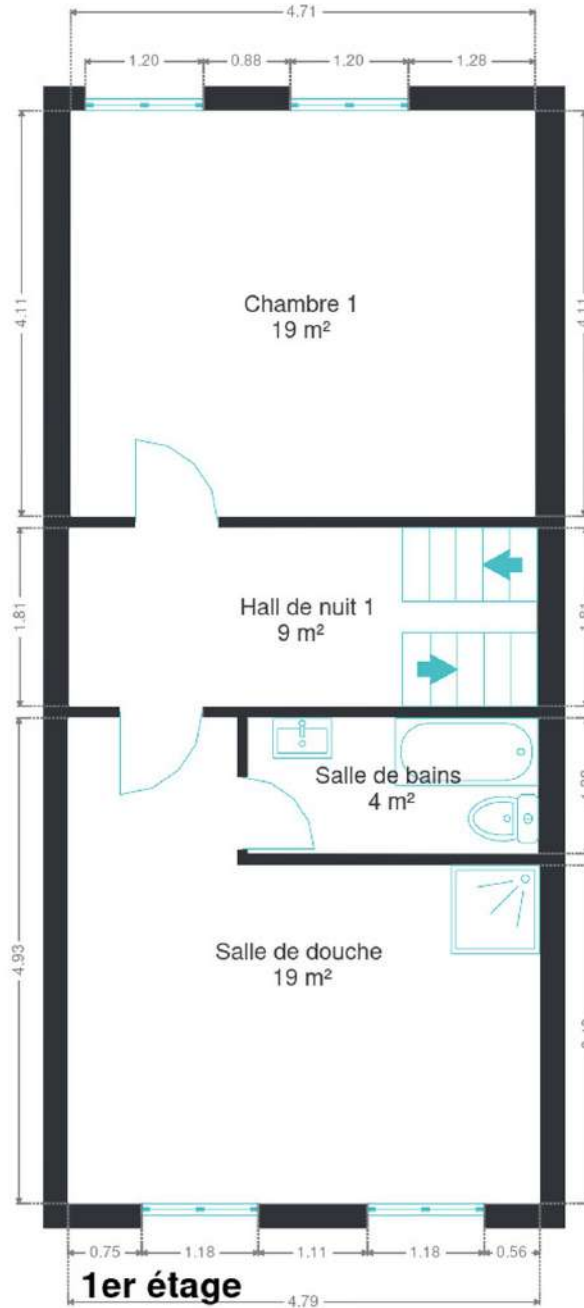 4.71
1.20 0.88 1.20 1.28
4.11
4.11
Chambre 1
19 m²
1.81
Hall de nuit 1
9 m²
Salle de bains
4 m²
4.93
Salle de douche
19 m²
0.75 1.18 1.11 1.18 0.56
1er étage
4.79